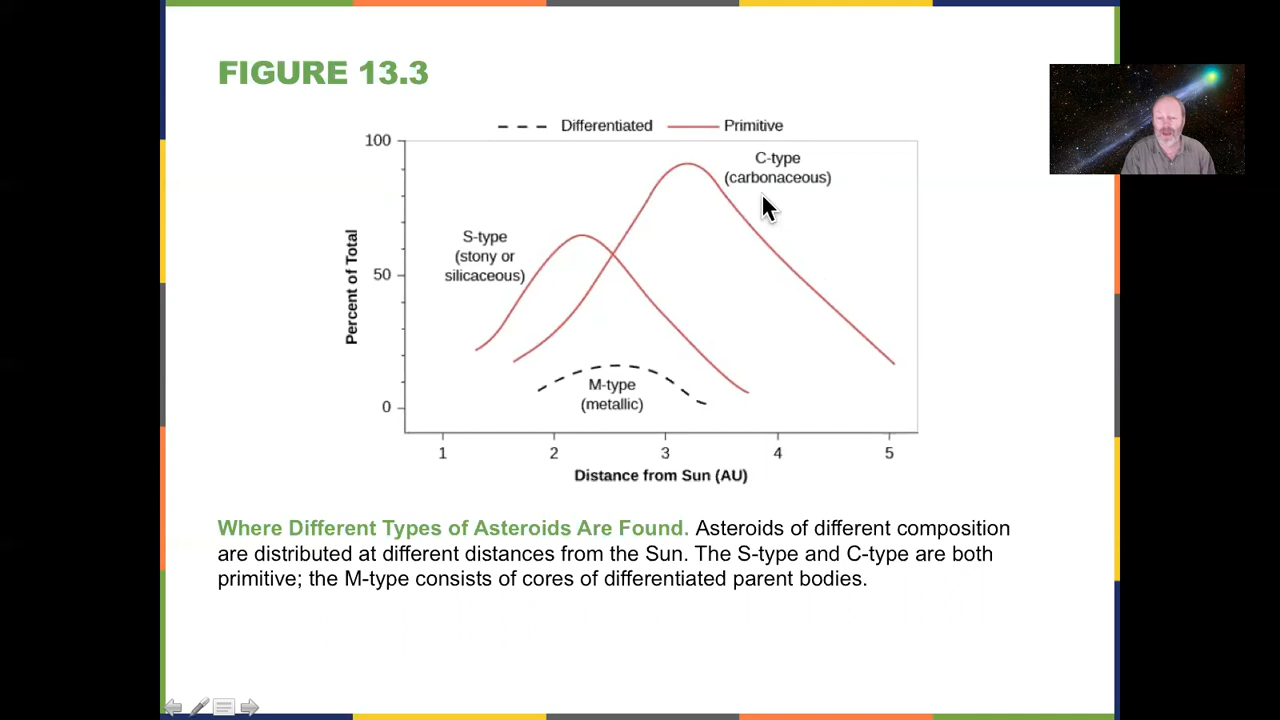 FIGURE 13.3
Differentiated Primitive
100
C-type
(carbonaceous)
S-type
(stony or
silicaceous)
50
Percent of Total
M-type
(metallic)
0
1 2 3 4 5
Distance from Sun (AU)
Where Different Types of Asteroids Are Found. Asteroids of different composition
are distributed at different distances from the Sun. The S-type and C-type are both
primitive; the M-type consists of cores of differentiated parent bodies.